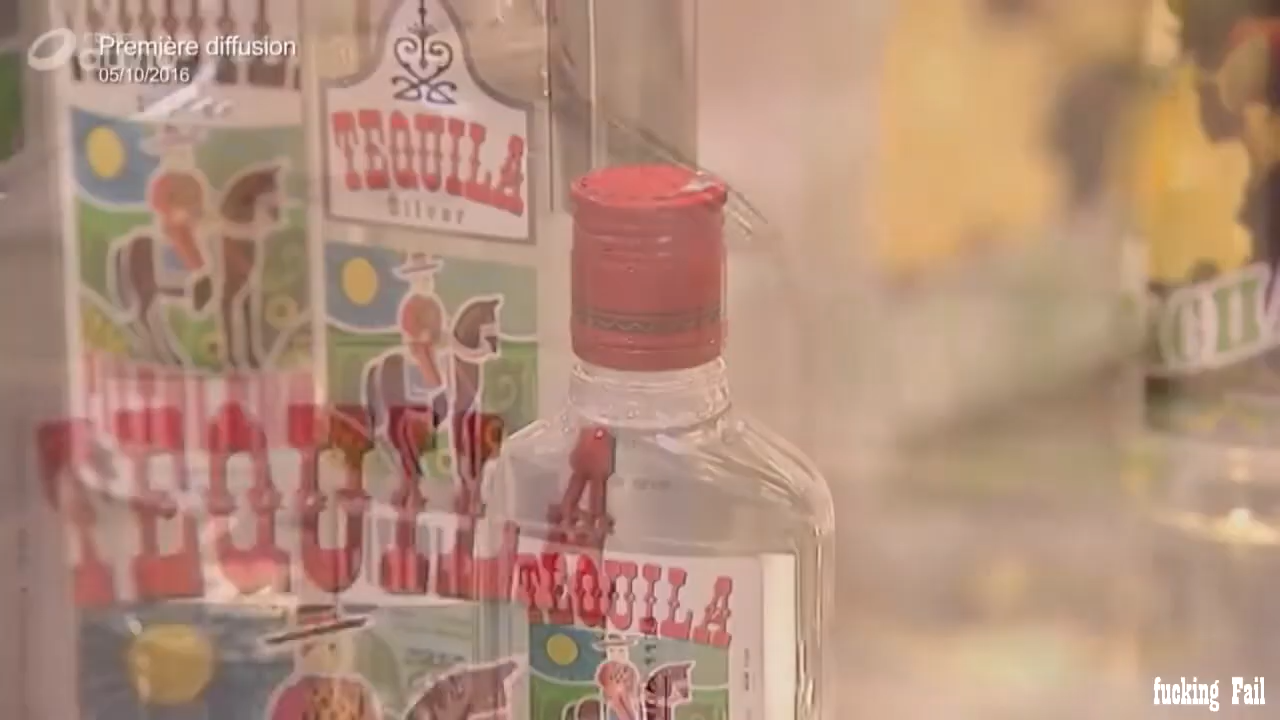 Première diffusion
05/10/2016
TEQUILA
Silver
TEQUILA
TEQUILA
fucking Fail